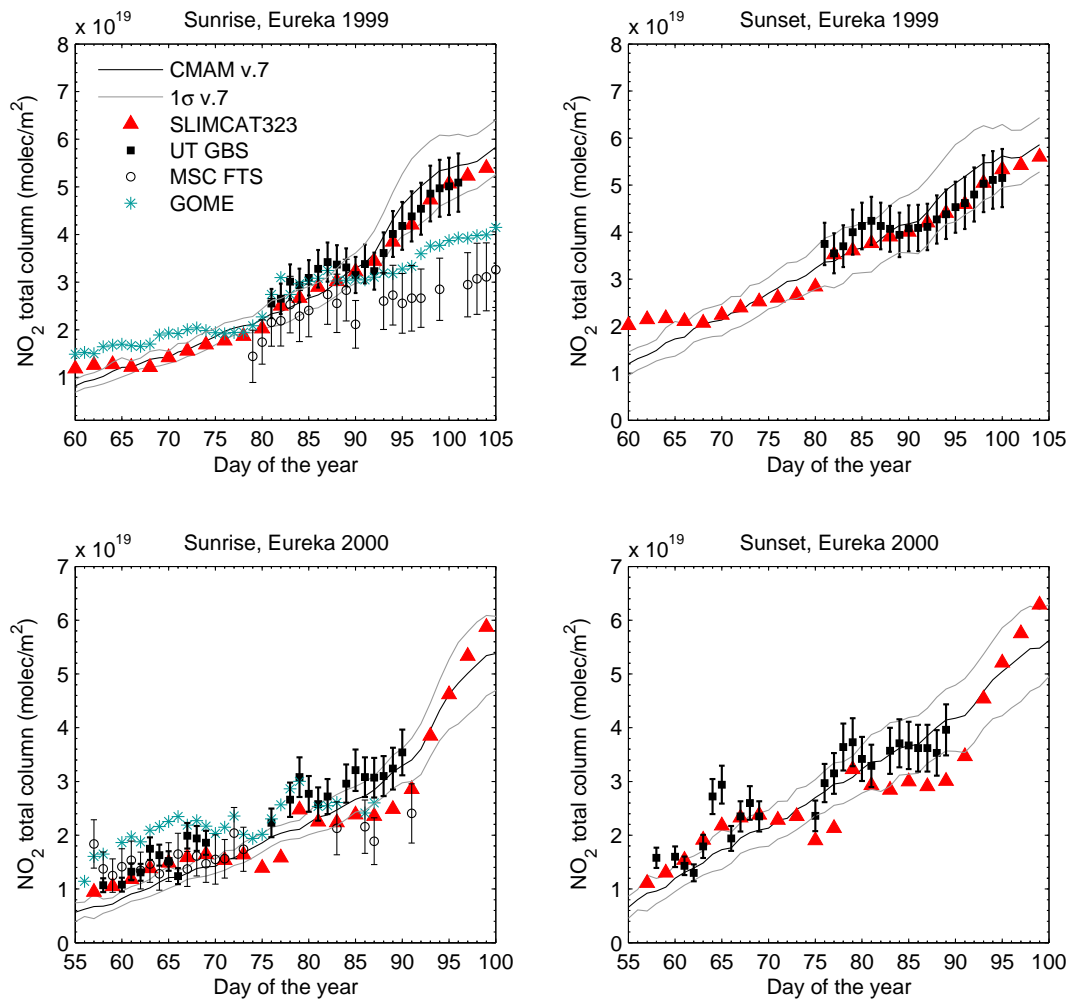 x 10^19
Sunrise, Eureka 1999
8
7
6
5
4
3
2
1
NO2 total column (molec/m²)
CMAM v.7
1σ v.7
SLIMCAT323
UT GBS
MSC FTS
GOME
60 65 70 75 80 85 90 95 100 105
Day of the year
x 10^19
Sunset, Eureka 1999
8
7
6
5
4
3
2
1
0
NO2 total column (molec/m²)
60 65 70 75 80 85 90 95 100 105
Day of the year
x 10^19
Sunrise, Eureka 2000
7
6
5
4
3
2
1
0
NO2 total column (molec/m²)
55 60 65 70 75 80 85 90 95 100
Day of the year
x 10^19
Sunset, Eureka 2000
7
6
5
4
3
2
1
0
NO2 total column (molec/m²)
55 60 65 70 75 80 85 90 95 100
Day of the year